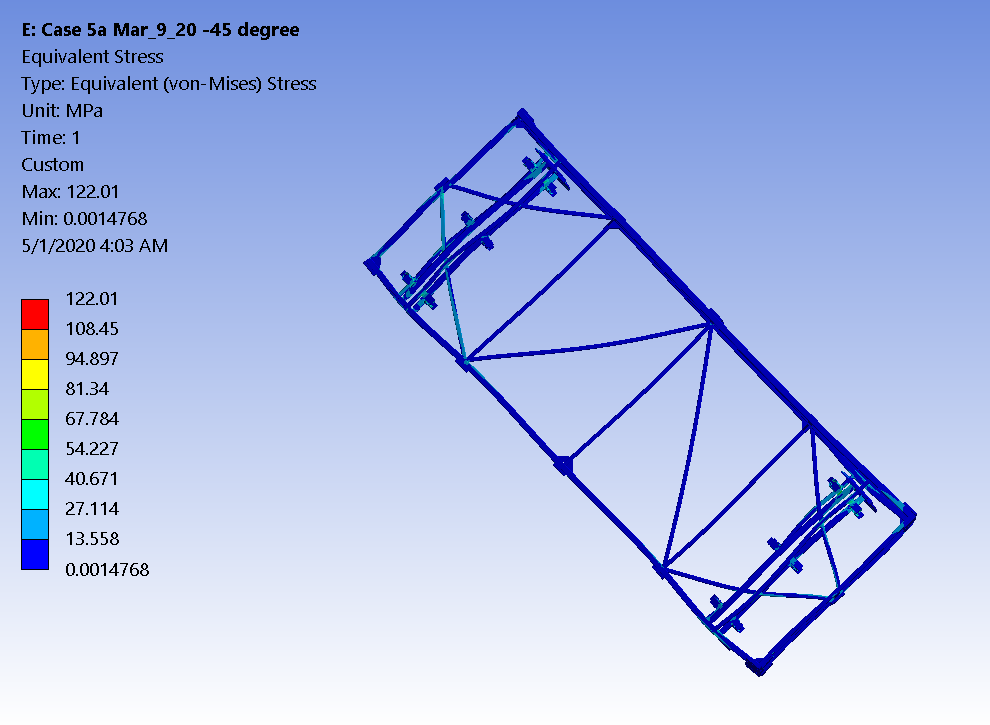 E: Case 5a Mar_9_20 -45 degree
Equivalent Stress
Type: Equivalent (von-Mises) Stress
Unit: MPa
Time: 1
Custom
Max: 122.01
Min: 0.0014768
5/1/2020 4:03 AM
122.01
108.45
94.897
81.34
67.784
54.227
40.671
27.114
13.558
0.0014768